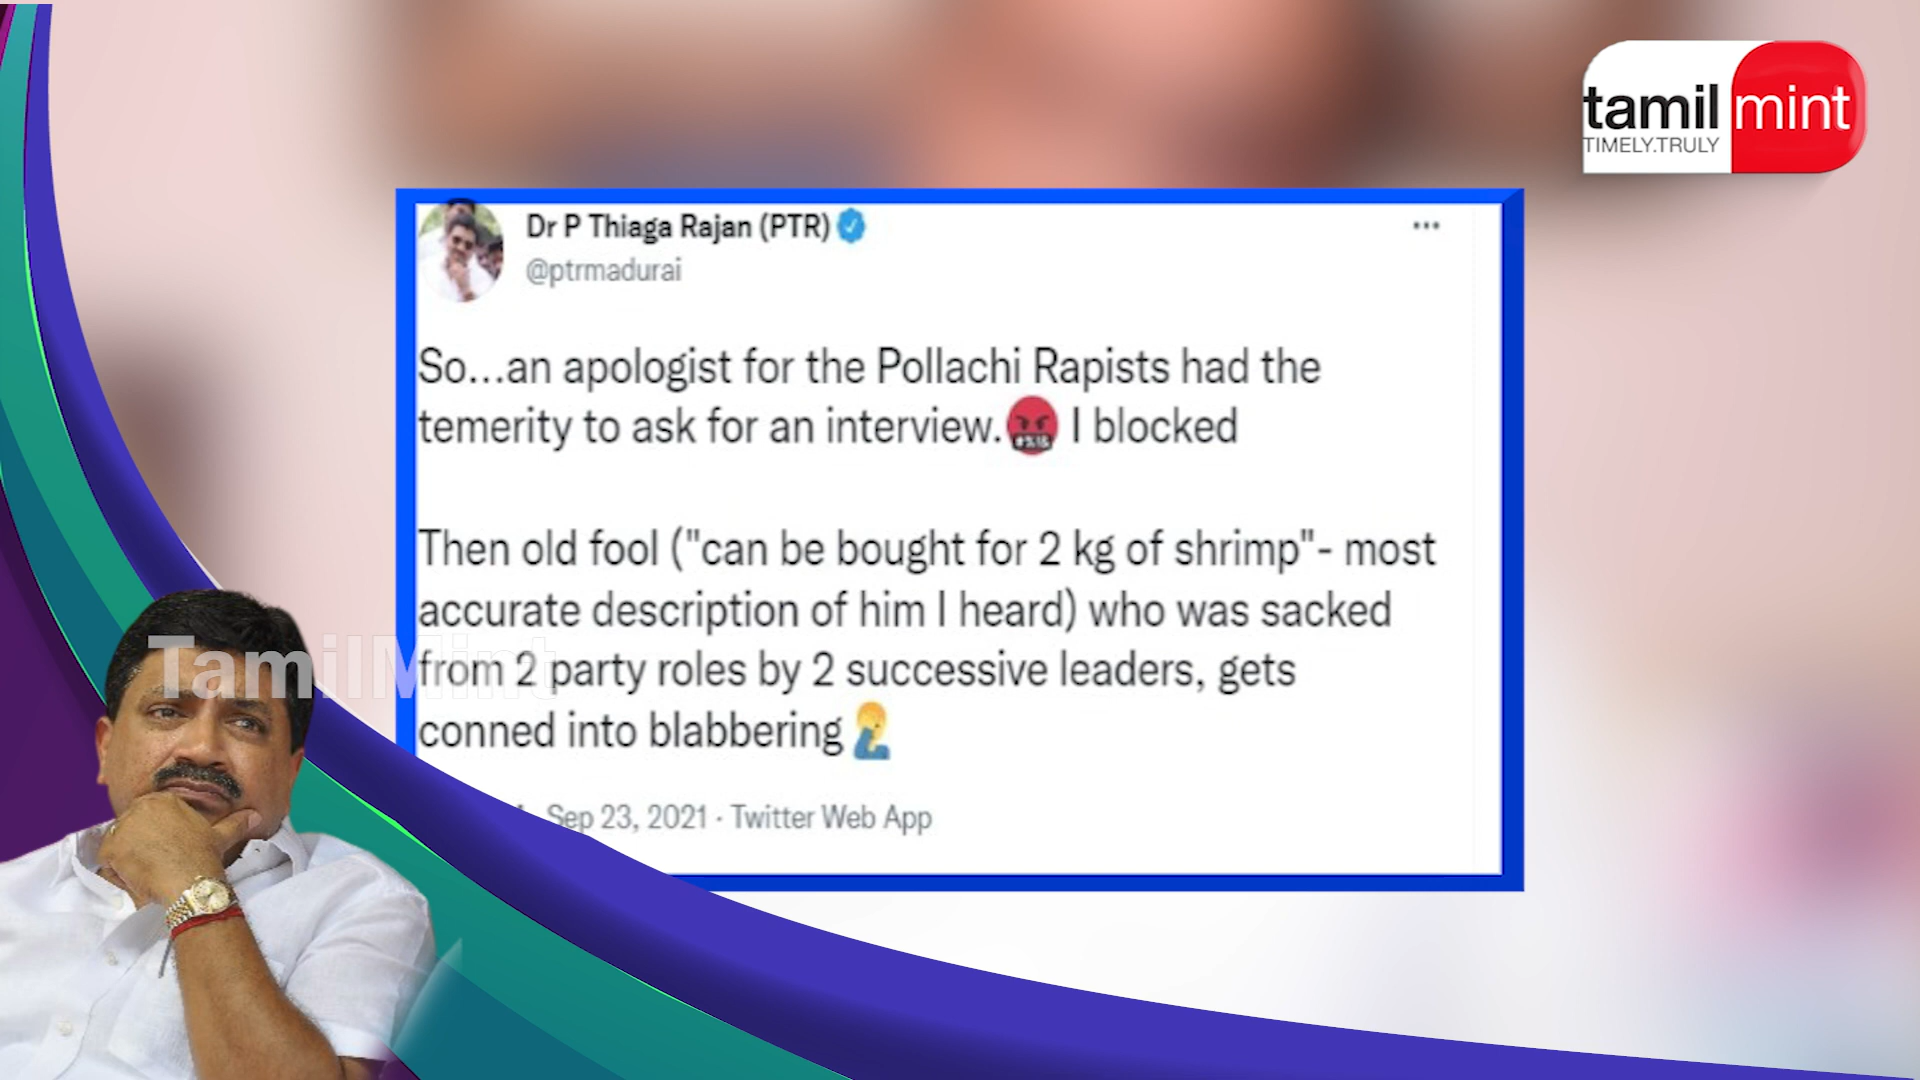 tamil mint
TIMELY.TRULY
Dr P Thiaga Rajan (PTR)
@ptrmadurai
So...an apologist for the Pollachi Rapists had the
temerity to ask for an interview. I blocked
Then old fool ("can be bought for 2 kg of shrimp"- most
accurate description of him I heard) who was sacked
from 2 party roles by 2 successive leaders, gets
conned into blabbering
Sep 23, 2021 · Twitter Web App
TamilMint